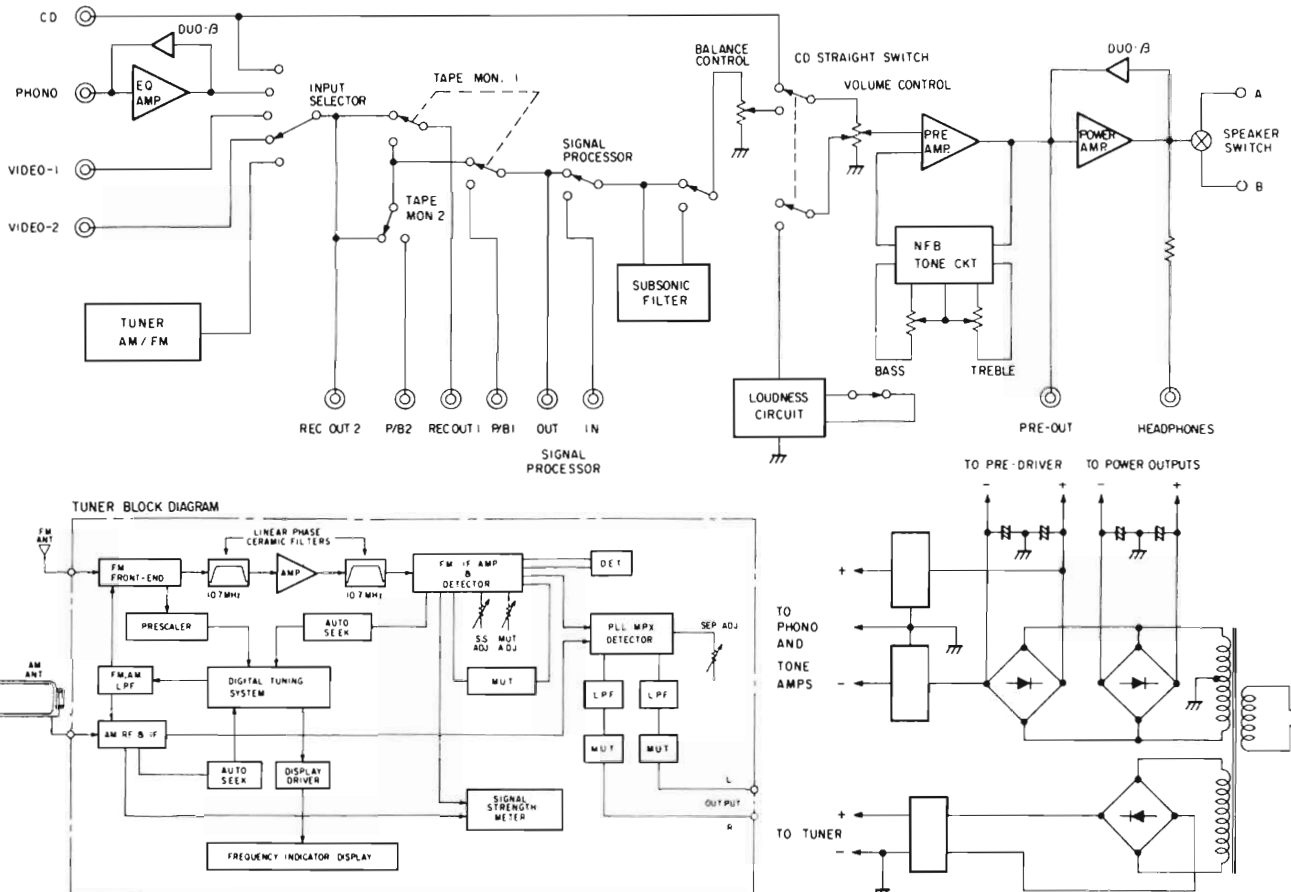 CD
DUO-β
PHONO
EQ
AMP
VIDEO-1
VIDEO-2
TUNER
AM/FM
INPUT
SELECTOR
TAPE MON. 1
TAPE
MON 2
SIGNAL
PROCESSOR
SUBSONIC
FILTER
BALANCE
CONTROL
CD STRAIGHT SWITCH
VOLUME CONTROL
PRE
AMP.
DUO-β
POWER
AMP.
A
SPEAKER
SWITCH
B
NFB
TONE CKT
BASS
TREBLE
LOUDNESS
CIRCUIT
REC OUT 2
P/B2
REC OUT 1
P/B1
OUT
IN
SIGNAL
PROCESSOR
PRE-OUT
HEADPHONES
TUNER BLOCK DIAGRAM
FM
ANT
FM
FRONT-END
LINEAR PHASE
CERAMIC FILTERS
10.7MHz
AMP
10.7MHz
FM IF AMP
&
DETECTOR
DET
PRESCALER
AUTO
SEEK
S.S
ADJ
MUT
ADJ
PLL MPX
DETECTOR
SEP ADJ
AM
ANT
FM, AM
LPF
DIGITAL TUNING
SYSTEM
MUT
LPF
LPF
AM RF & IF
MUT
MUT
AUTO
SEEK
DISPLAY
DRIVER
SIGNAL
STRENGTH
METER
L
OUTPUT
R
FREQUENCY INDICATOR DISPLAY
TO PRE-DRIVER
TO POWER OUTPUTS
-
+
-
+
+
TO
PHONO
AND
TONE
AMPS
-
+
TO TUNER
-